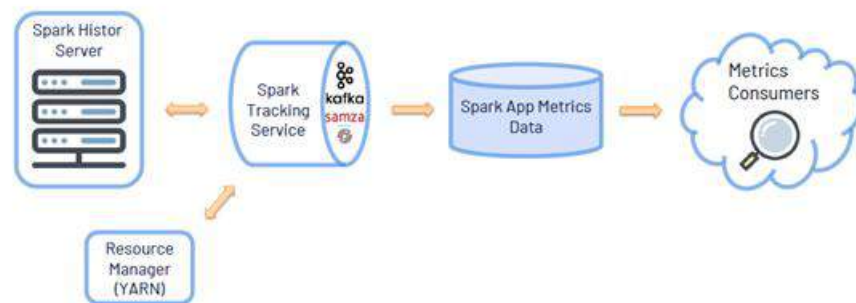 Spark Histor
Server
Spark
Tracking
Service
kafka
samza
Spark App Metrics
Data
Metrics
Consumers
Resource
Manager
(YARN)